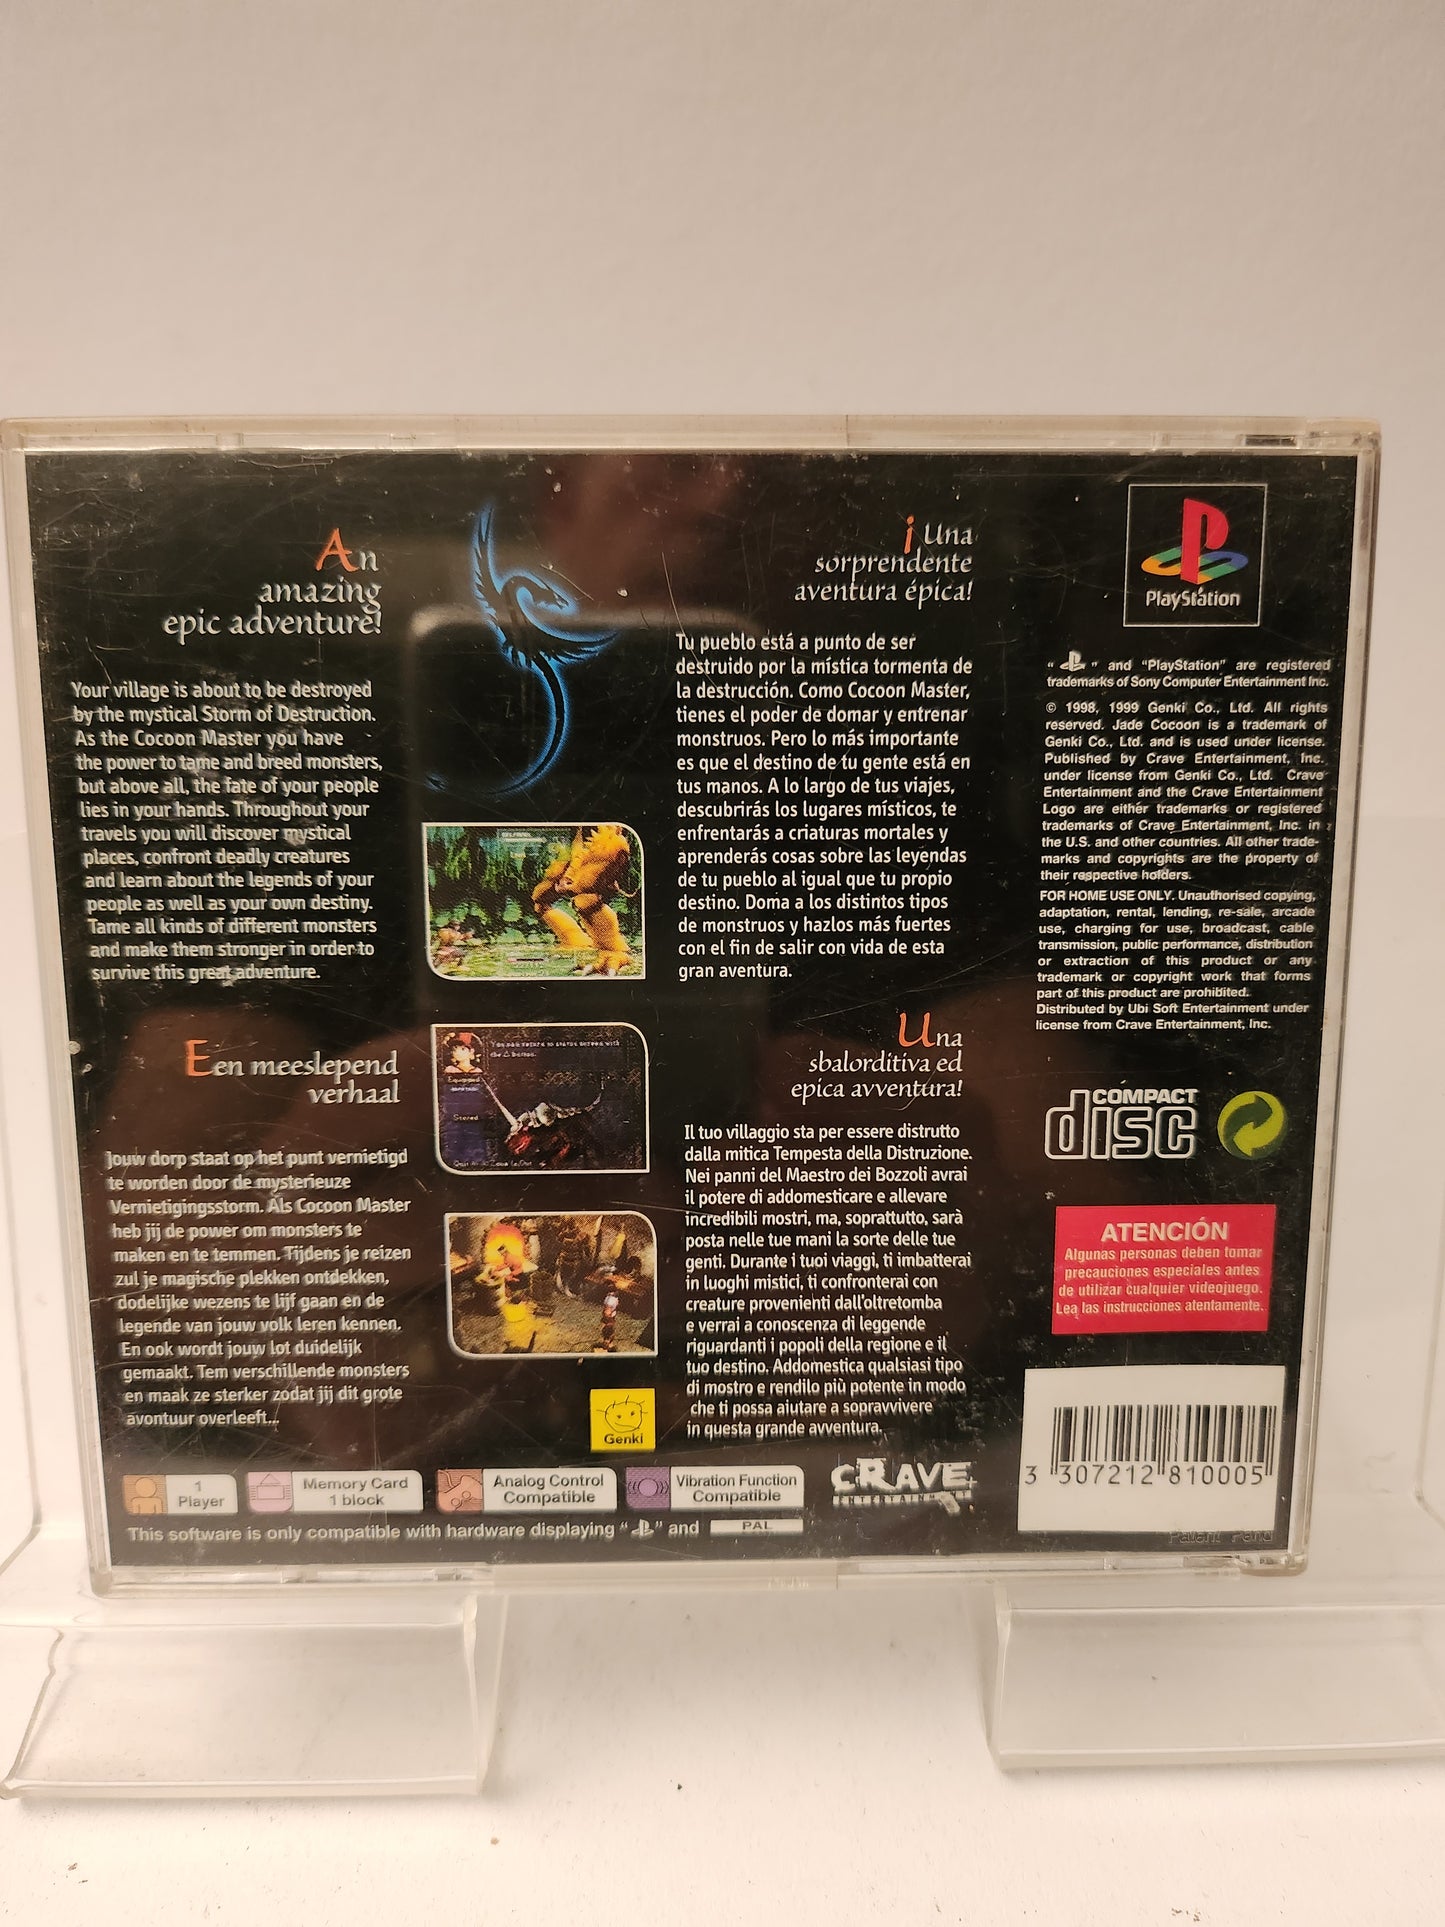 An
amazing
epic adventure!
Your village is about to be destroyed
by the mystical Storm of Destruction.
As the Cocoon Master you have
the power to tame and breed monsters,
but above all, the fate of your people
lies in your hands. Throughout your
travels you will discover mystical
places, confront deadly creatures
and learn about the legends of your
people as well as your own destiny.
Tame all kinds of different monsters
and make them stronger in order to
survive this great adventure.
Een meeslepend
verhaal
Jouw dorp staat op het punt vernietigd
te worden door de mysterieuze
Vernietigingsstorm. Als Cocoon Master
heb jij de power om monsters te
maken en te temmen. Tijdens je reizen
zul je magische plekken ontdekken,
dodelijke wezens te lijf gaan en de
legende van jouw volk leren kennen.
En ook wordt jouw lot duidelijk
gemaakt. Tem verschillende monsters
en maak ze sterker zodat jij dit grote
avontuur overleeft...
You can return to status screen with
the △ button.
Equipped
Stored
Genki
¡Una
sorprendente
aventura épica!
Tu pueblo está a punto de ser
destruido por la mística tormenta de
la destrucción. Como Cocoon Master,
tienes el poder de domar y entrenar
monstruos. Pero lo más importante
es que el destino de tu gente está en
tus manos. A lo largo de tus viajes,
descubrirás los lugares místicos, te
enfrentarás a criaturas mortales y
aprenderás cosas sobre las leyendas
de tu pueblo al igual que tu propio
destino. Doma a los distintos tipos
de monstruos y hazlos más fuertes
con el fin de salir con vida de esta
gran aventura.
Una
sbalorditiva ed
epica avventura!
Il tuo villaggio sta per essere distrutto
dalla mitica Tempesta della Distruzione.
Nei panni del Maestro dei Bozzoli avrai
il potere di addomesticare e allevare
incredibili mostri, ma, soprattutto, sarà
posta nelle tue mani la sorte delle tue
genti. Durante i tuoi viaggi, ti imbatterai
in luoghi mistici, ti confronterai con
creature provenienti dall'oltretomba
e verrai a conoscenza di leggende
riguardanti i popoli della regione e il
tuo destino. Addomestica qualsiasi tipo
di mostro e rendilo più potente in modo
che ti possa aiutare a sopravvivere
in questa grande avventura.
PlayStation
" " and "PlayStation" are registered
trademarks of Sony Computer Entertainment Inc.
© 1998, 1999 Genki Co., Ltd. All rights
reserved. Jade Cocoon is a trademark of
Genki Co., Ltd. and is used under license.
Published by Crave Entertainment, Inc.
under license from Genki Co., Ltd. Crave
Entertainment and the Crave Entertainment
Logo are either trademarks or registered
trademarks of Crave Entertainment, Inc. in
the U.S. and other countries. All other trade-
marks and copyrights are the property of
their respective holders.
FOR HOME USE ONLY. Unauthorised copying,
adaptation, rental, lending, re-sale, arcade
use, charging for use, broadcast, cable
transmission, public performance, distribution
or extraction of this product or any
trademark or copyright work that forms
part of this product are prohibited.
Distributed by Ubi Soft Entertainment under
license from Crave Entertainment, Inc.
COMPACT
disc
ATENCIÓN
Algunas personas deben tomar
precauciones especiales antes
de utilizar cualquier videojuego.
Lea las instrucciones atentamente.
3 307212 810005
Patent Pend
1
Player
Memory Card
1 block
Analog Control
Compatible
Vibration Function
Compatible
CRAVE
ENTERTAINMENT
This software is only compatible with hardware displaying " " and PAL